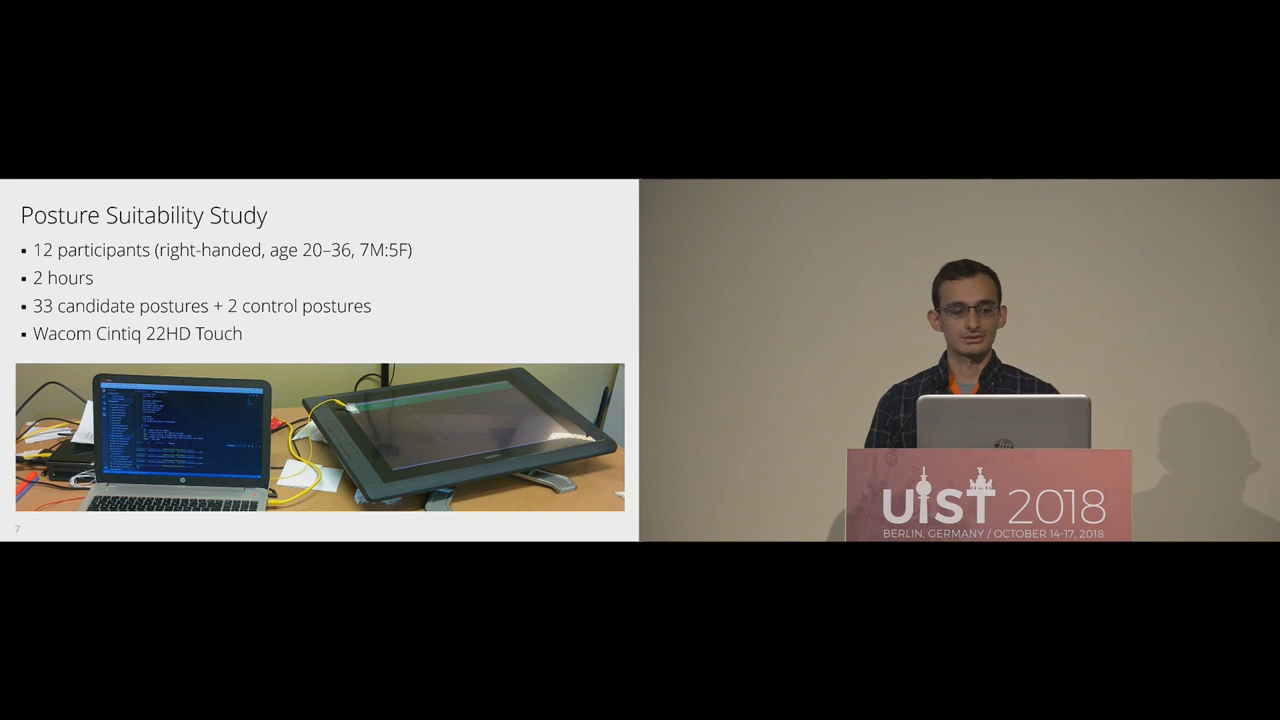 Posture Suitability Study
▪ 12 participants (right-handed, age 20–36, 7M:5F)
▪ 2 hours
▪ 33 candidate postures + 2 control postures
▪ Wacom Cintiq 22HD Touch
7
UIST 2018
BERLIN, GERMANY / OCTOBER 14-17, 2018